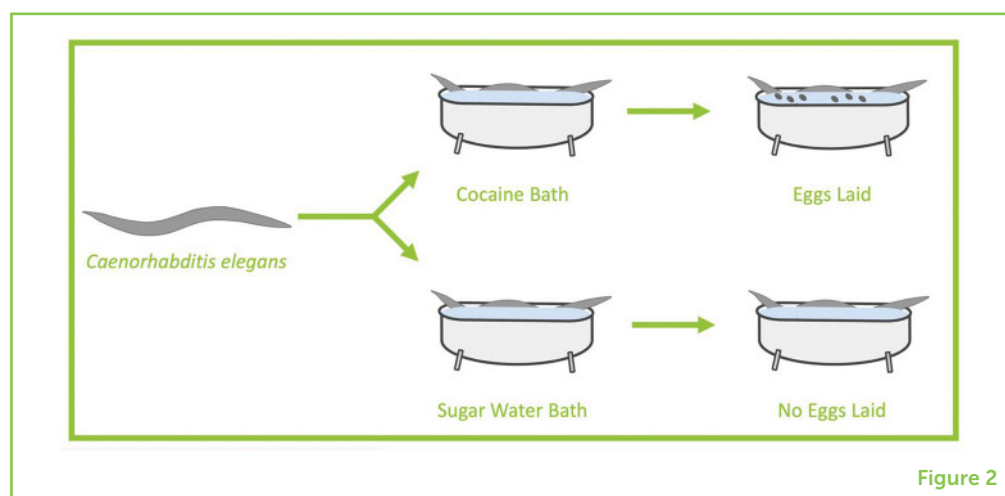 Cocaine Bath
Eggs Laid
Caenorhabditis elegans
Sugar Water Bath
No Eggs Laid
Figure 2